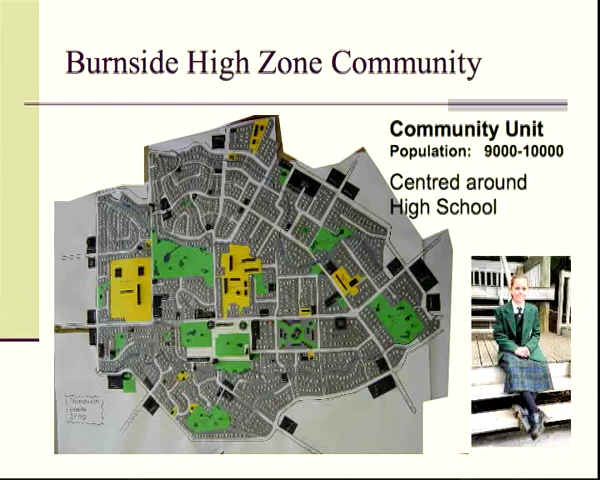 Burnside High Zone Community
Community Unit
Population: 9000-10000
Centred around
High School